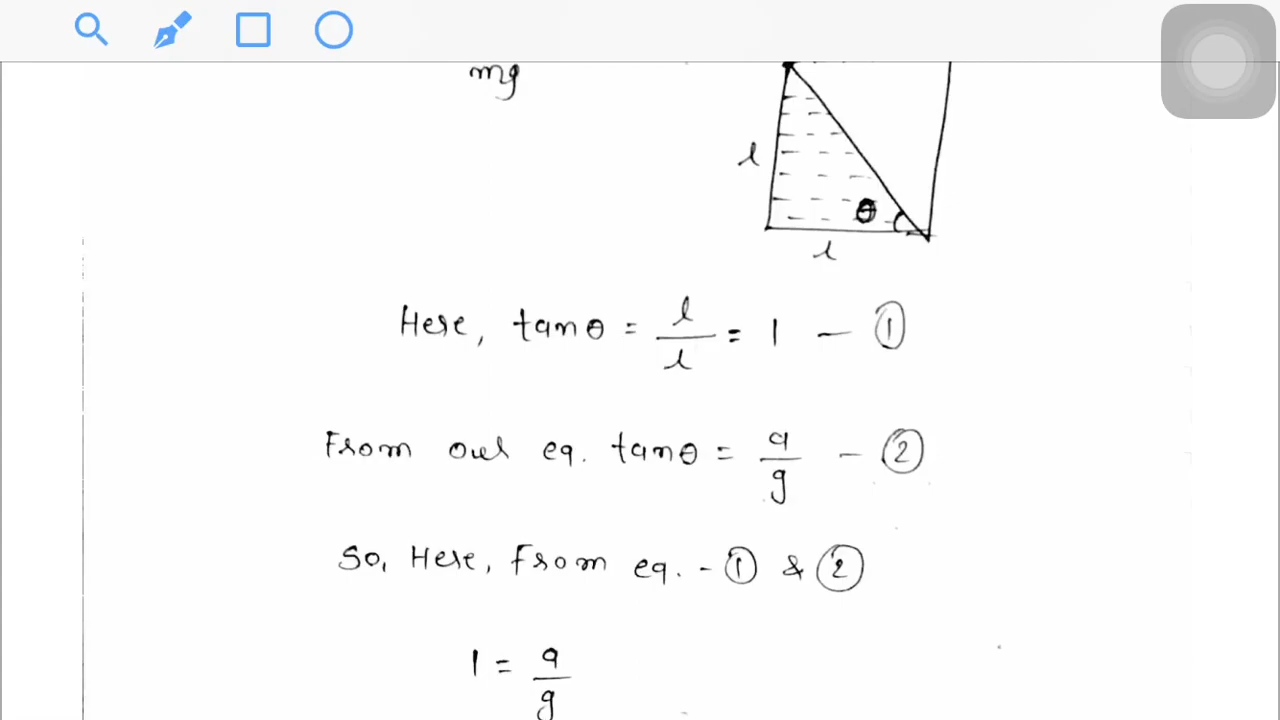 mg
l
θ
l
Here, tanθ = l/l = 1 - ①
From our eq. tanθ = a/g - ②
So, Here, From eq. - ① & ②
1 = a/g